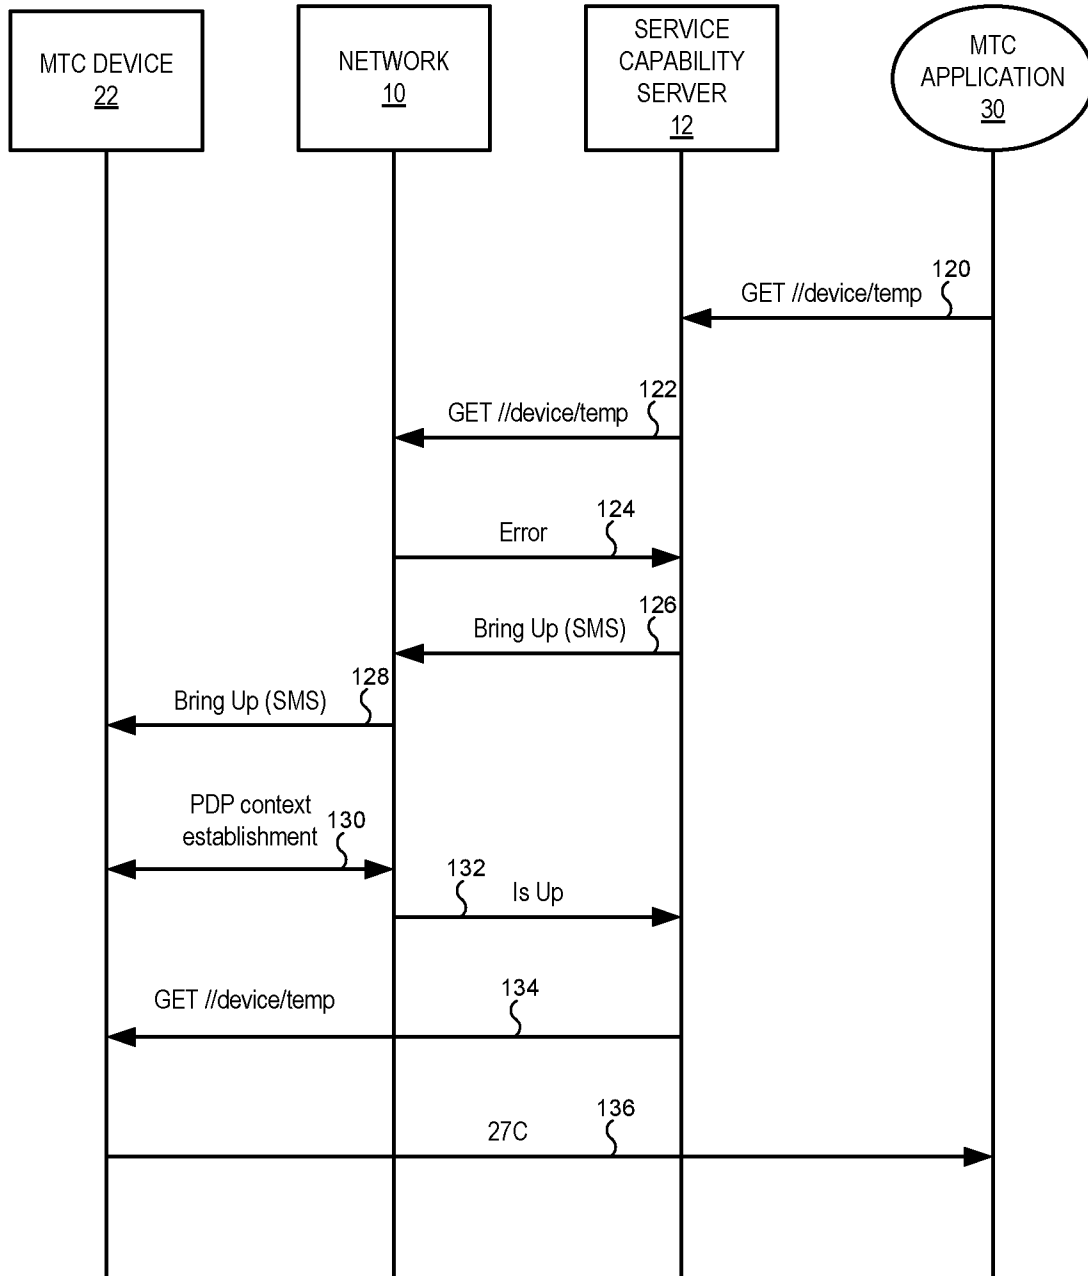 MTC DEVICE
22
NETWORK
10
SERVICE
CAPABILITY
SERVER
12
MTC
APPLICATION
30
120
GET //device/temp
122
GET //device/temp
124
Error
126
Bring Up (SMS)
128
Bring Up (SMS)
PDP context
establishment
130
132
Is Up
134
GET //device/temp
136
27C